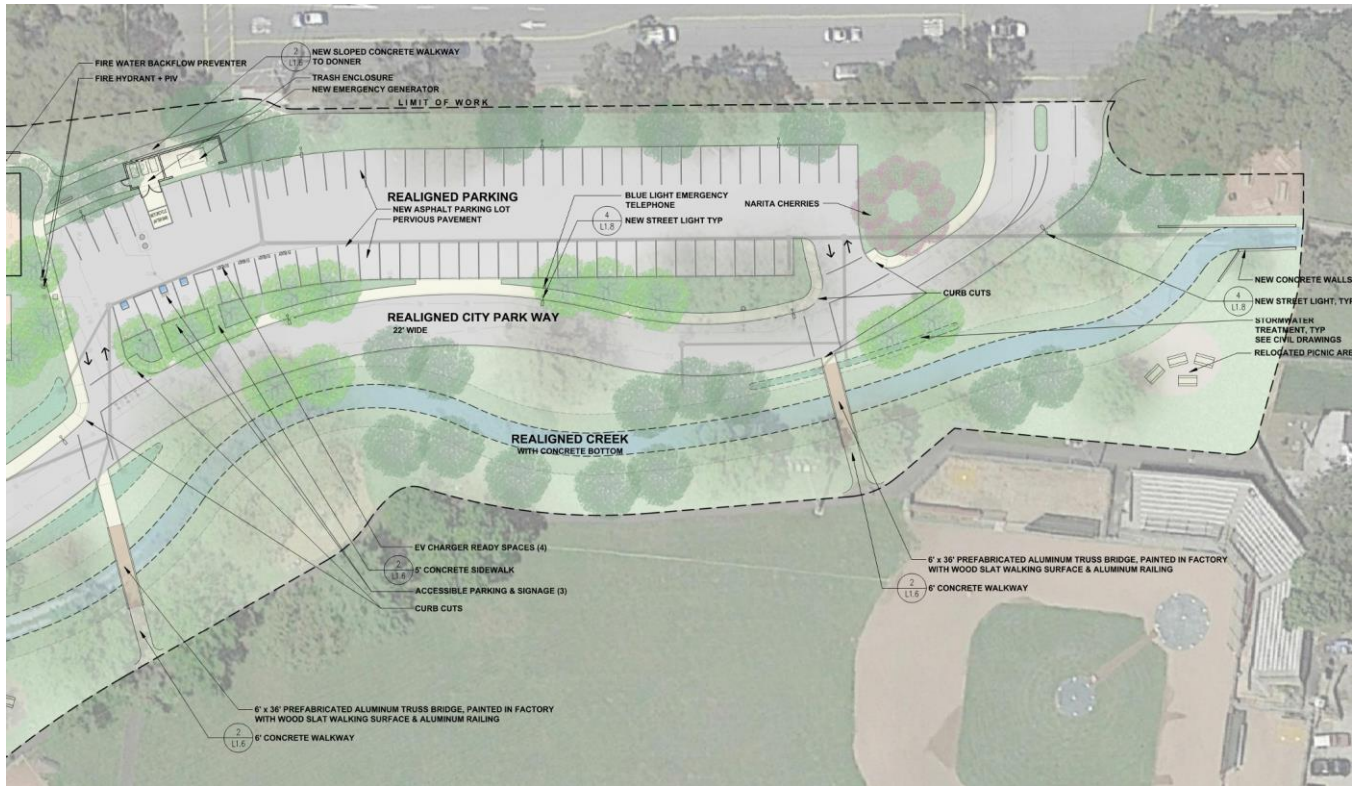 2
L1.6
NEW SLOPED CONCRETE WALKWAY
TO DONNER
FIRE WATER BACKFLOW PREVENTER
FIRE HYDRANT + PIV
TRASH ENCLOSURE
NEW EMERGENCY GENERATOR
LIMIT OF WORK
REALIGNED PARKING
NEW ASPHALT PARKING LOT
PERVIOUS PAVEMENT
BLUE LIGHT EMERGENCY
TELEPHONE
4
L1.8
NEW STREET LIGHT TYP
NARITA CHERRIES
CURB CUTS
NEW CONCRETE WALLS
4
L1.8
NEW STREET LIGHT, TYP
STORMWATER
TREATMENT, TYP
SEE CIVIL DRAWINGS
RELOCATED PICNIC ARE
REALIGNED CITY PARK WAY
22' WIDE
REALIGNED CREEK
WITH CONCRETE BOTTOM
EV CHARGER READY SPACES (4)
2
L1.6
5' CONCRETE SIDEWALK
ACCESSIBLE PARKING & SIGNAGE (3)
CURB CUTS
6' x 36' PREFABRICATED ALUMINUM TRUSS BRIDGE, PAINTED IN FACTORY
WITH WOOD SLAT WALKING SURFACE & ALUMINUM RAILING
2
L1.6
6' CONCRETE WALKWAY
6' x 36' PREFABRICATED ALUMINUM TRUSS BRIDGE, PAINTED IN FACTORY
WITH WOOD SLAT WALKING SURFACE & ALUMINUM RAILING
2
L1.6
6' CONCRETE WALKWAY